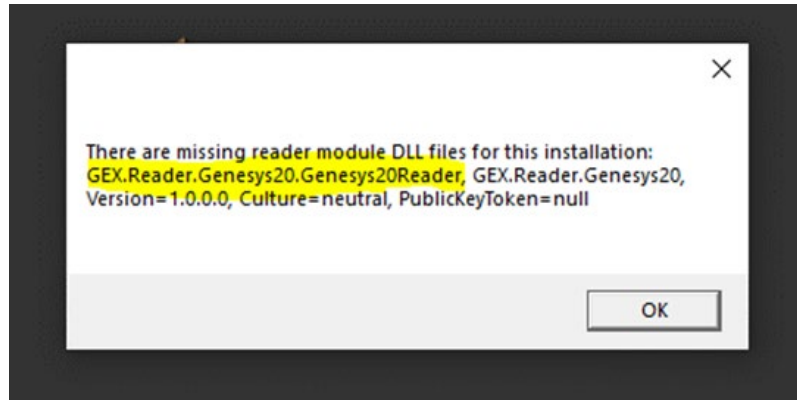 There are missing reader module DLL files for this installation:
GEX.Reader.Genesys20.Genesys20Reader, GEX.Reader.Genesys20,
Version=1.0.0.0, Culture=neutral, PublicKeyToken=null
OK